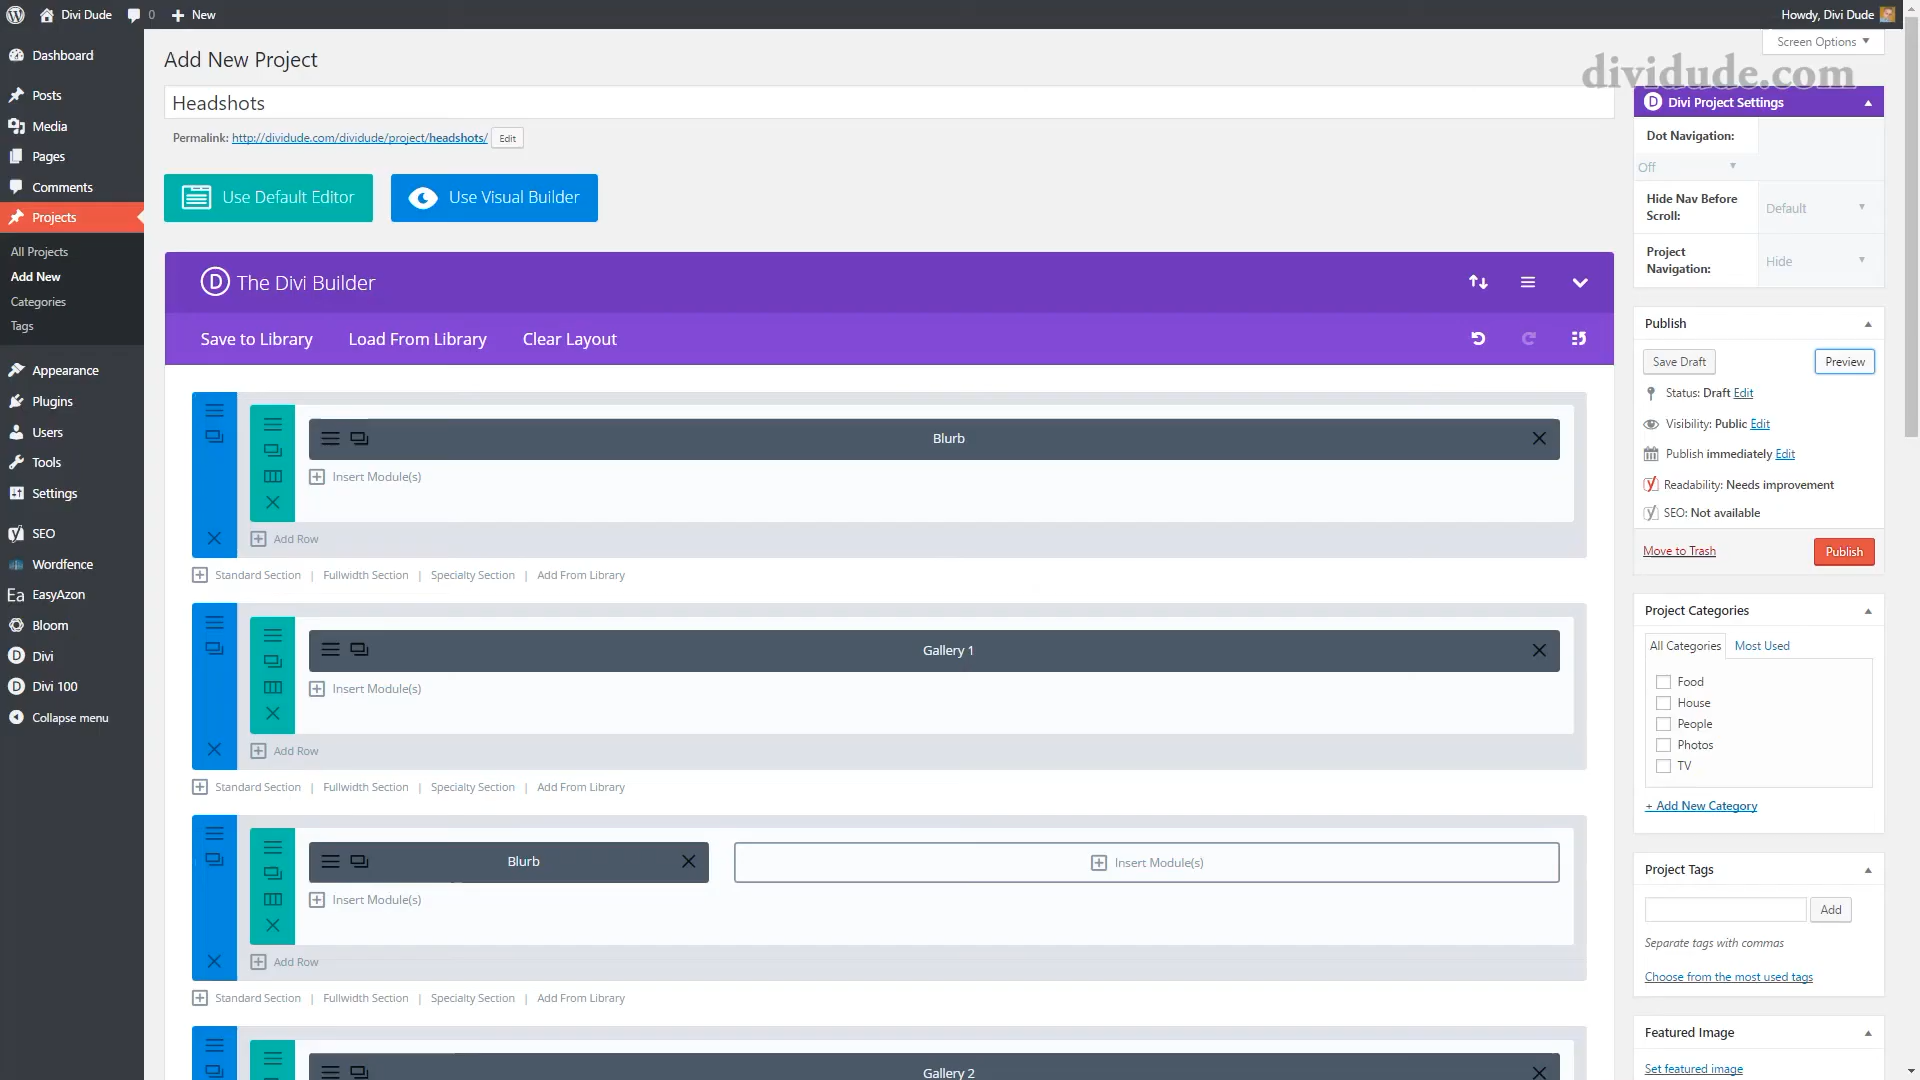 Divi Dude
0
New
Howdy, Divi Dude
Screen Options
dividude.com
Dashboard
Posts
Media
Pages
Comments
Projects
All Projects
Add New
Categories
Tags
Appearance
Plugins
Users
Tools
Settings
SEO
Wordfence
Ea EasyAzon
Bloom
Divi
Divi 100
Collapse menu
Add New Project
Headshots
Permalink: http://dividude.com/dividude/project/headshots/ Edit
Use Default Editor
Use Visual Builder
D The Divi Builder
Save to Library
Load From Library
Clear Layout
Blurb
Insert Module(s)
Add Row
Standard Section | Fullwidth Section | Specialty Section | Add From Library
Gallery 1
Insert Module(s)
Add Row
Standard Section | Fullwidth Section | Specialty Section | Add From Library
Blurb
Insert Module(s)
Insert Module(s)
Add Row
Standard Section | Fullwidth Section | Specialty Section | Add From Library
Gallery 2
D Divi Project Settings
Dot Navigation:
Off
Hide Nav Before
Scroll:
Default
Project
Navigation:
Hide
Publish
Save Draft
Preview
Status: Draft Edit
Visibility: Public Edit
Publish immediately Edit
Readability: Needs improvement
SEO: Not available
Move to Trash
Publish
Project Categories
All Categories
Most Used
Food
House
People
Photos
TV
+ Add New Category
Project Tags
Add
Separate tags with commas
Choose from the most used tags
Featured Image
Set featured image